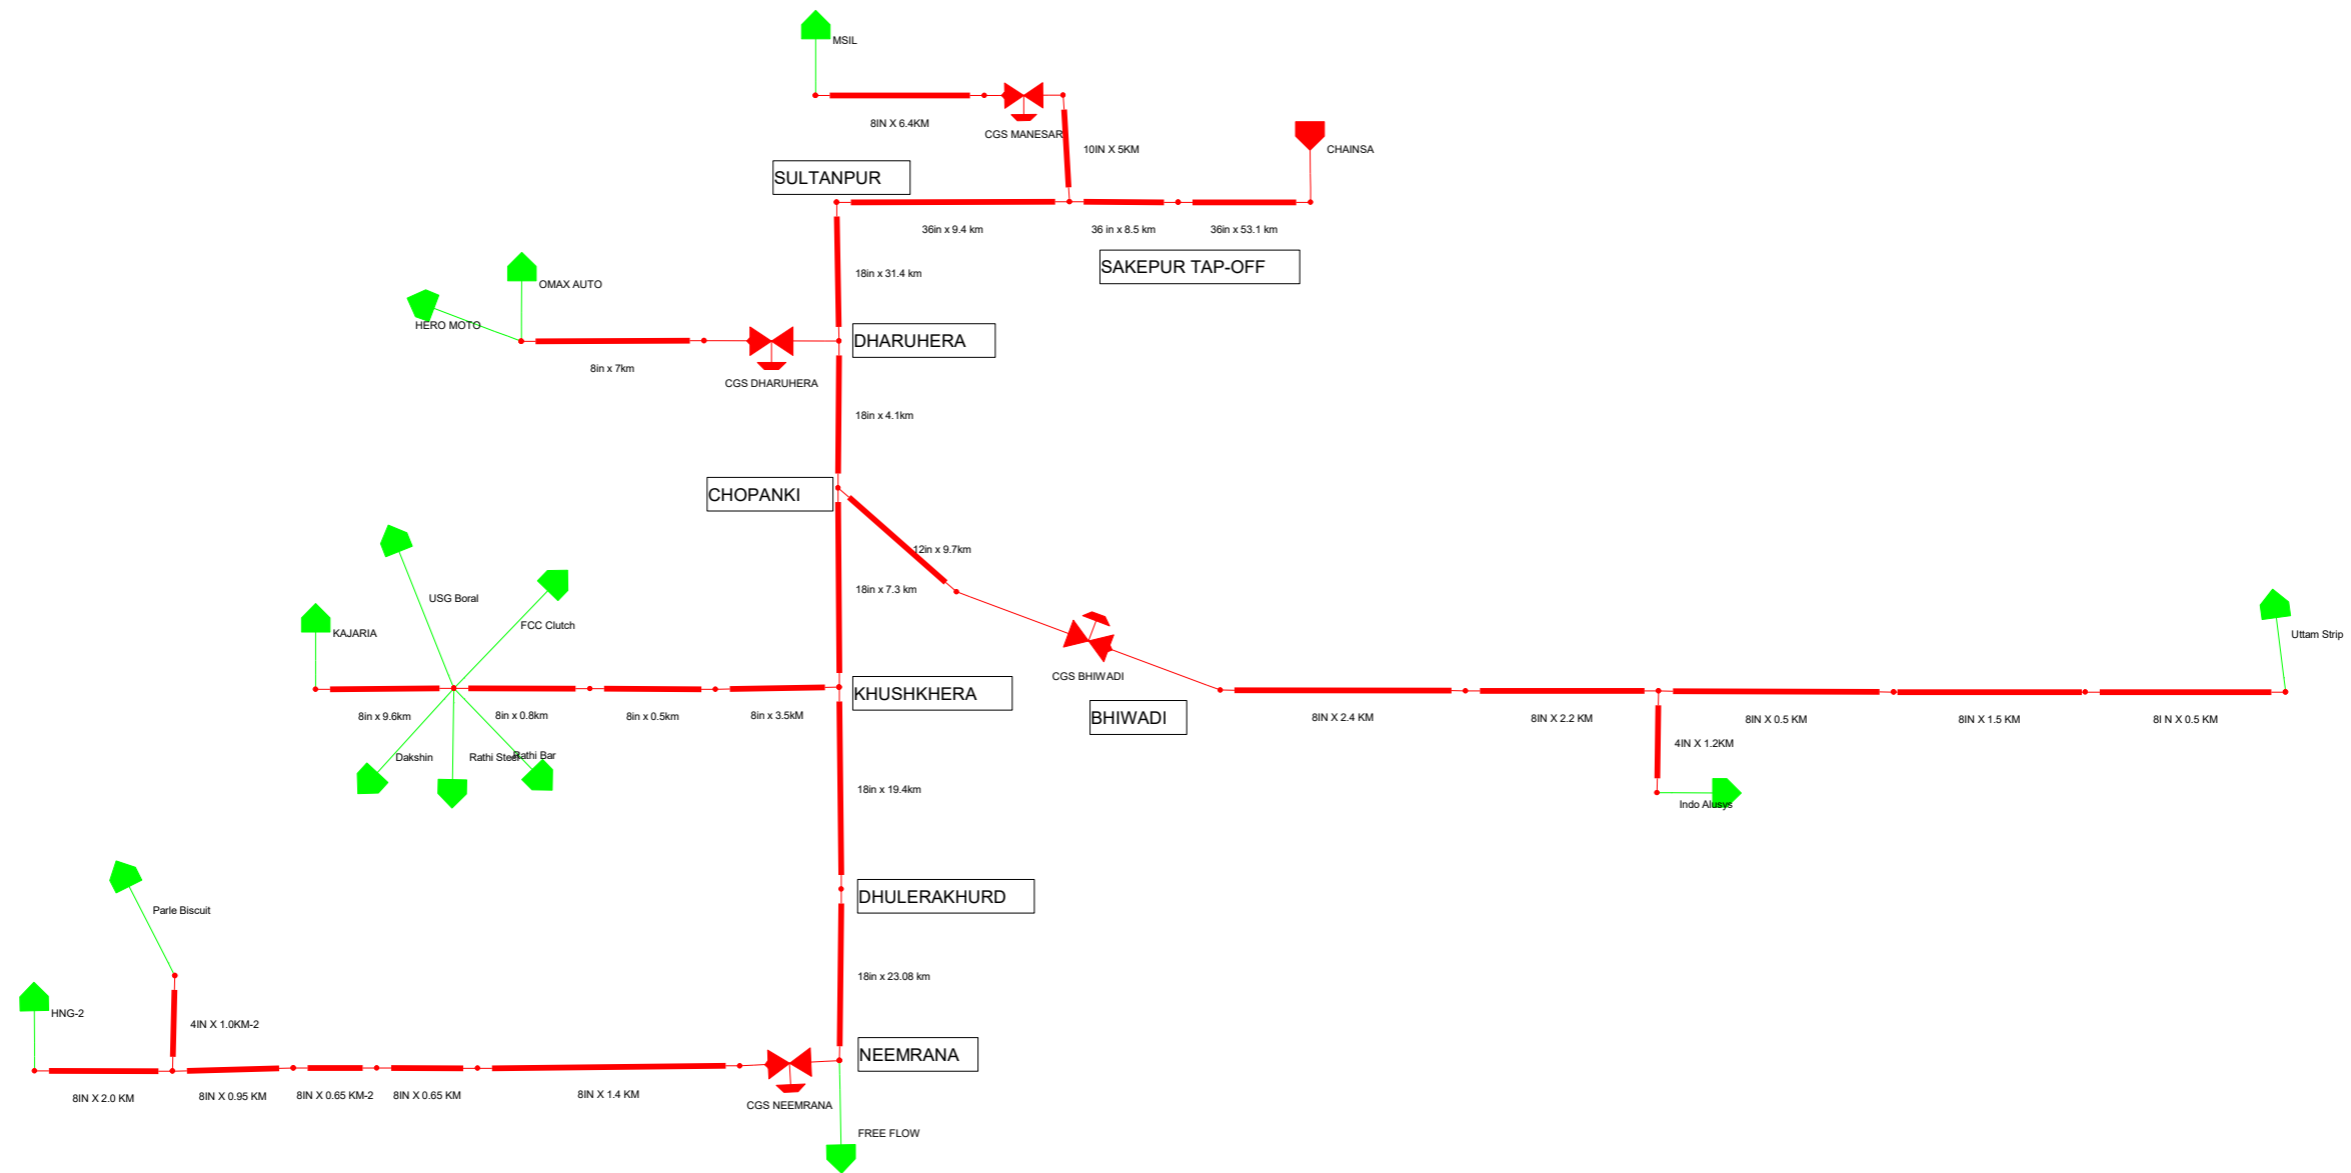 MSIL
8IN X 6.4KM
CGS MANESAR
10IN X 5KM
CHAINSA
SULTANPUR
36in x 9.4 km
36 in x 8.5 km
36in x 53.1 km
SAKEPUR TAP-OFF
18in x 31.4 km
OMAX AUTO
HERO MOTO
DHARUHERA
8in x 7km
CGS DHARUHERA
18in x 4.1km
CHOPANKI
12in x 9.7km
18in x 7.3 km
USG Boral
FCC Clutch
KAJARIA
Uttam Strip
CGS BHIWADI
KHUSHKHERA
BHIWADI
8in x 9.6km
8in x 0.8km
8in x 0.5km
8in x 3.5kM
8IN X 2.4 KM
8IN X 2.2 KM
8IN X 0.5 KM
8IN X 1.5 KM
8I N X 0.5 KM
4IN X 1.2KM
Dakshin
Rathi Steel
Rathi Bar
18in x 19.4km
Indo Alusys
DHULERAKHURD
Parle Biscuit
18in x 23.08 km
HNG-2
4IN X 1.0KM-2
NEEMRANA
8IN X 2.0 KM
8IN X 0.95 KM
8IN X 0.65 KM-2
8IN X 0.65 KM
8IN X 1.4 KM
CGS NEEMRANA
FREE FLOW